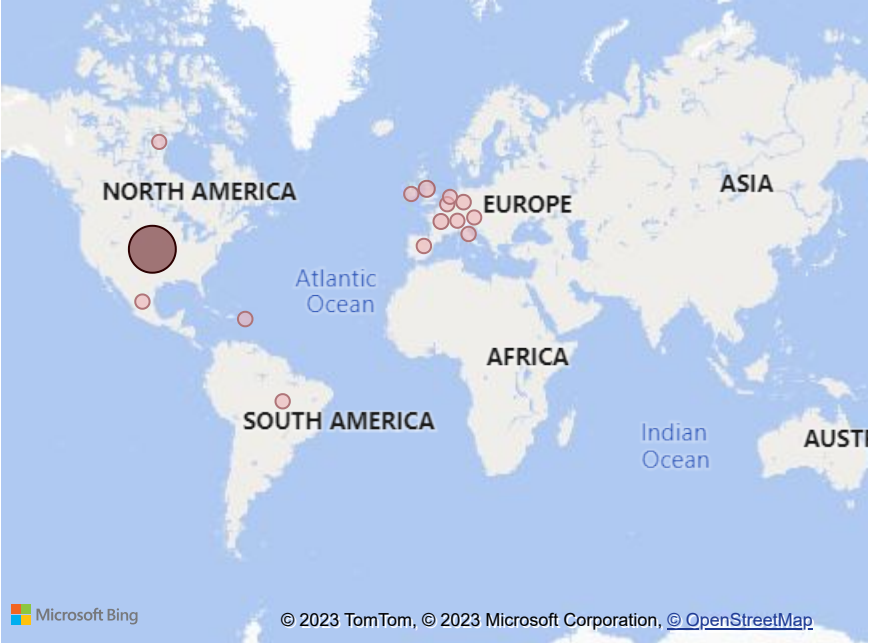 ASIA
NORTH AMERICA
EUROPE
Atlantic
Ocean
AFRICA
SOUTH AMERICA
Indian
Ocean
AUSTI
Microsoft Bing
© 2023 TomTom, © 2023 Microsoft Corporation, © OpenStreetMap